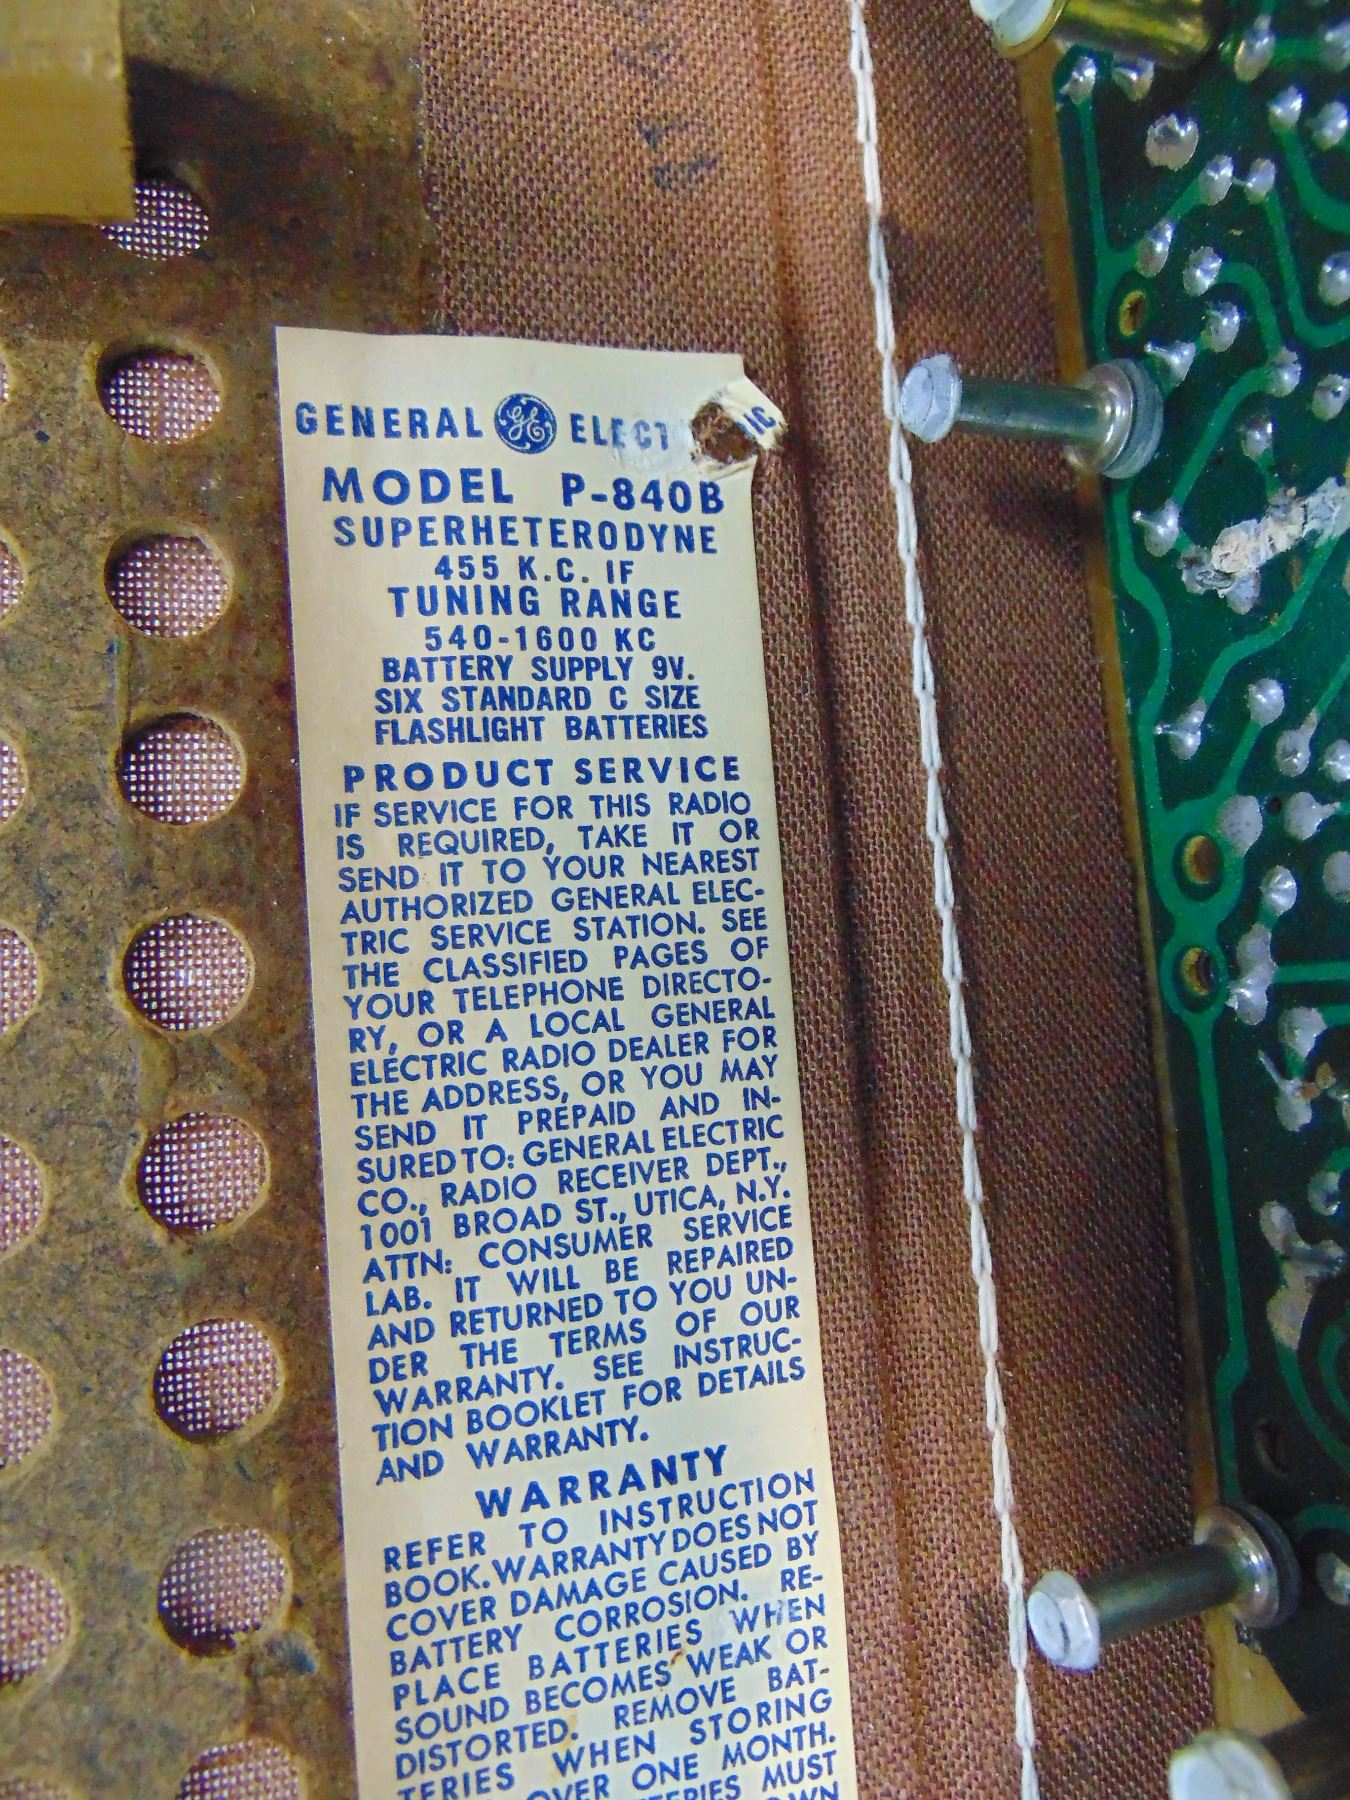 GENERAL GE ELECT IC
MODEL P-840B
SUPERHETERODYNE
455 K.C. IF
TUNING RANGE
540-1600 KC
BATTERY SUPPLY 9V.
SIX STANDARD C SIZE
FLASHLIGHT BATTERIES
PRODUCT SERVICE
IF SERVICE FOR THIS RADIO
IS REQUIRED, TAKE IT OR
SEND IT TO YOUR NEAREST
AUTHORIZED GENERAL ELEC-
TRIC SERVICE STATION. SEE
THE CLASSIFIED PAGES OF
YOUR TELEPHONE DIRECTO-
RY, OR A LOCAL GENERAL
ELECTRIC RADIO DEALER FOR
THE ADDRESS, OR YOU MAY
SEND IT PREPAID AND IN-
SURED TO: GENERAL ELECTRIC
CO., RADIO RECEIVER DEPT.,
1001 BROAD ST., UTICA, N.Y.
ATTN: CONSUMER SERVICE
LAB. IT WILL BE REPAIRED
AND RETURNED TO YOU UN-
DER THE TERMS OF OUR
WARRANTY. SEE INSTRUC-
TION BOOKLET FOR DETAILS
AND WARRANTY.
WARRANTY
REFER TO INSTRUCTION
BOOK. WARRANTY DOES NOT
COVER DAMAGE CAUSED BY
BATTERY CORROSION. RE-
PLACE BATTERIES WHEN
SOUND BECOMES WEAK OR
DISTORTED. REMOVE BAT-
TERIES WHEN STORING
OVER ONE MONTH.
MUST